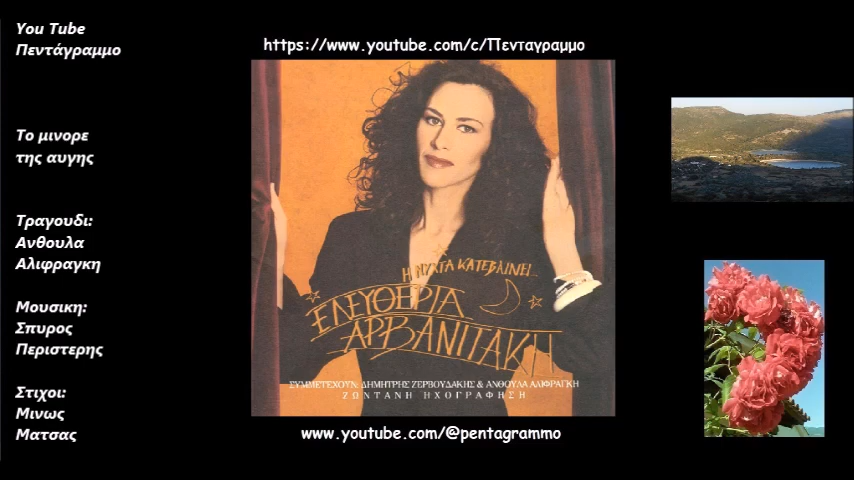 You Tube
Πεντάγραμμο
Το μινορε
της αυγης
Τραγουδι:
Ανθουλα
Αλιφραγκη
Μουσικη:
Σπυρος
Περιστερης
Στιχοι:
Μινως
Ματσας
https://www.youtube.com/c/Πενταγραμμο
Η ΝΥΧΤΑ ΚΑΤΕΒΑΙΝΕΙ...
ΕΛΕΥΘΕΡΙΑ
ΑΡΒΑΝΙΤΑΚΗ
ΣΥΜΜΕΤΕΧΟΥΝ: ΔΗΜΗΤΡΗΣ ΖΕΡΒΟΥΔΑΚΗΣ & ΑΝΘΟΥΛΑ ΑΛΙΦΡΑΓΚΗ
ΖΩΝΤΑΝΗ ΗΧΟΓΡΑΦΗΣΗ
www.youtube.com/@pentagrammo